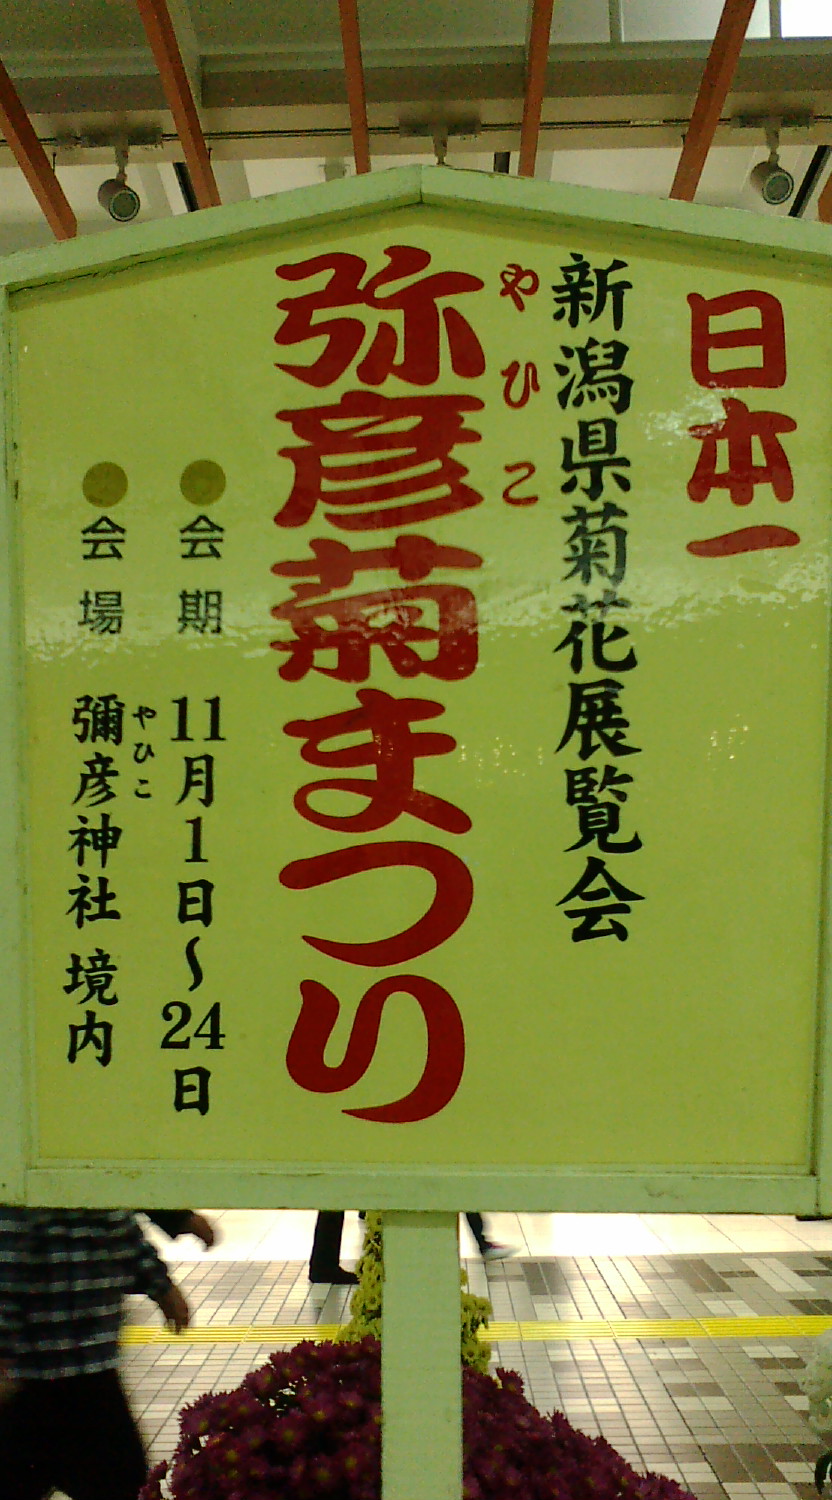 日本一
新潟県菊花展覧会
やひこ
弥彦菊まつり
●会期 11月1日〜24日
やひこ
●会場 彌彦神社 境内